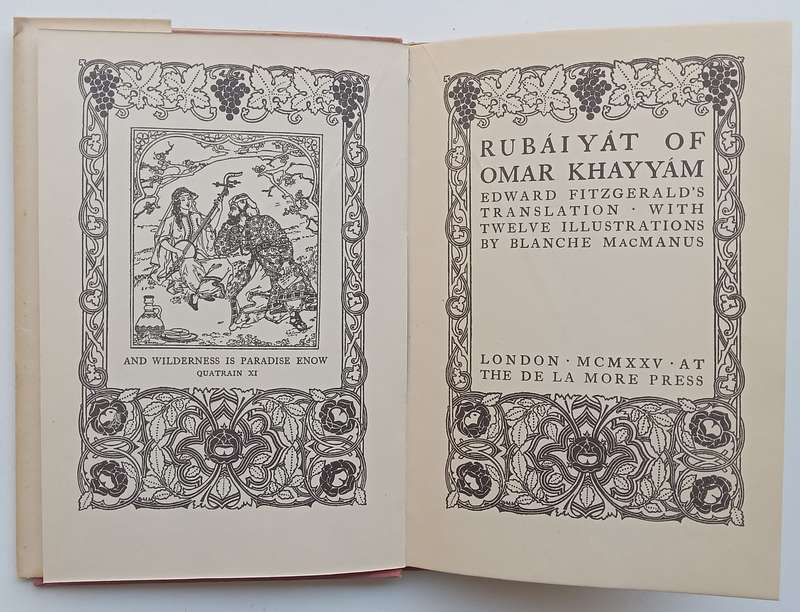 AND WILDERNESS IS PARADISE ENOW
QUATRAIN XI
RUBÁIYÁT OF
OMAR KHAYYÁM
EDWARD FITZGERALD'S
TRANSLATION · WITH
TWELVE ILLUSTRATIONS
BY BLANCHE MACMANUS
LONDON · MCMXXV · AT
THE DE LA MORE PRESS